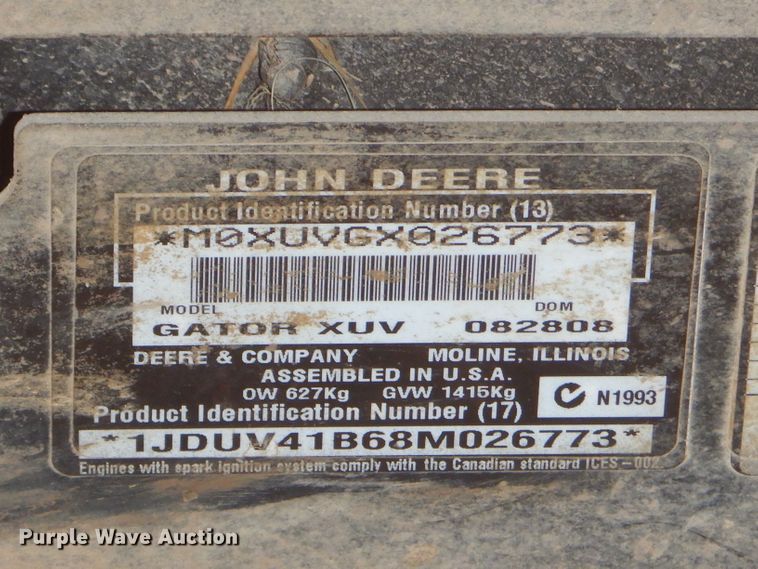 JOHN DEERE
Product Identification Number (13)
*M0XUVGX026773*
MODEL DOM
GATOR XUV 082808
DEERE & COMPANY MOLINE, ILLINOIS
ASSEMBLED IN U.S.A.
OW 627Kg GVW 1415Kg
N1993
Product Identification Number (17)
*1JDUV41B68M026773*
Engines with spark ignition system comply with the Canadian standard ICES-002
Purple Wave Auction